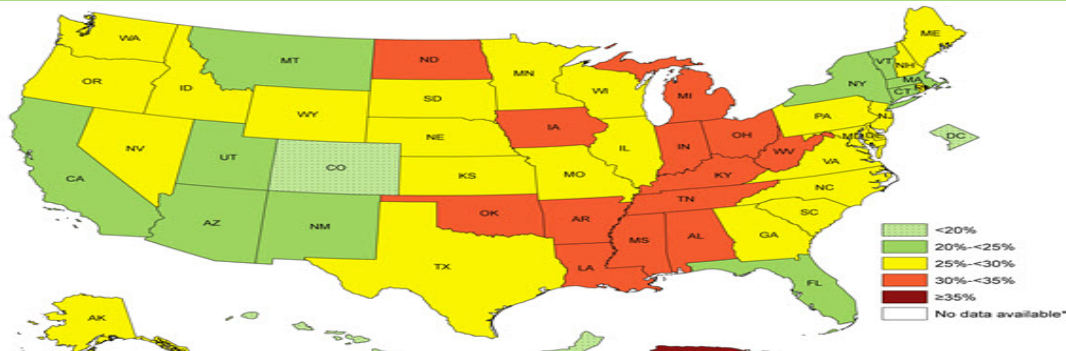 WA
MT
ND
MN
OR
ID
SD
WI
MI
WY
ME
VT
NH
NY
MA
CT
NV
UT
CO
NE
IA
IL
IN
OH
PA
NJ
MD
DE
DC
CA
KS
MO
KY
WV
VA
AZ
NM
OK
AR
TN
NC
SC
TX
LA
MS
AL
GA
FL
AK
<20%
20%-<25%
25%-<30%
30%-<35%
≥35%
No data available*